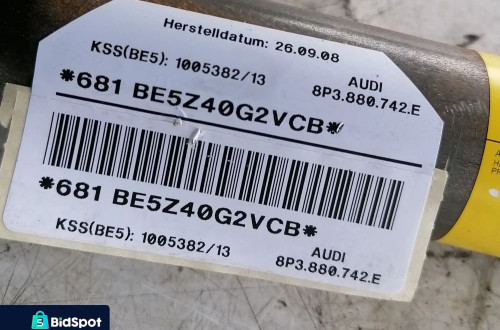 Herstelldatum: 26.09.08
KSS(BE5): 1005382/13
AUDI
8P3.880.742.E
*681 BE5Z40G2VCB*
*681 BE5Z40G2VCB*
KSS(BE5): 1005382/13
AUDI
8P3.880.742.E
BidSpot